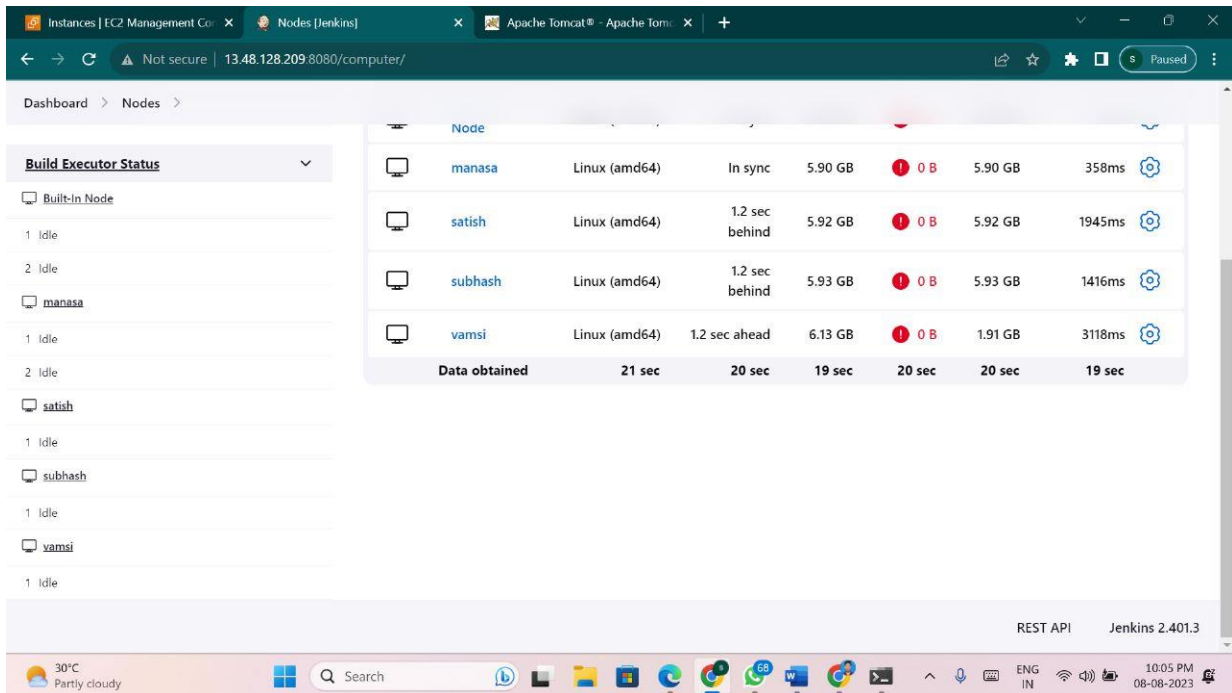 Instances | EC2 Management Con
Nodes [Jenkins]
Apache Tomcat® - Apache Tomc
Not secure | 13.48.128.209:8080/computer/
S Paused
Dashboard > Nodes >
Node
Build Executor Status
Built-In Node
1 Idle
2 Idle
manasa
1 Idle
2 Idle
satish
1 Idle
subhash
1 Idle
vamsi
1 Idle
manasa Linux (amd64) In sync 5.90 GB 0 B 5.90 GB 358ms
satish Linux (amd64) 1.2 sec behind 5.92 GB 0 B 5.92 GB 1945ms
subhash Linux (amd64) 1.2 sec behind 5.93 GB 0 B 5.93 GB 1416ms
vamsi Linux (amd64) 1.2 sec ahead 6.13 GB 0 B 1.91 GB 3118ms
Data obtained 21 sec 20 sec 19 sec 20 sec 20 sec 19 sec
REST API Jenkins 2.401.3
30°C
Partly cloudy
Search
68
ENG
IN
10:05 PM
08-08-2023